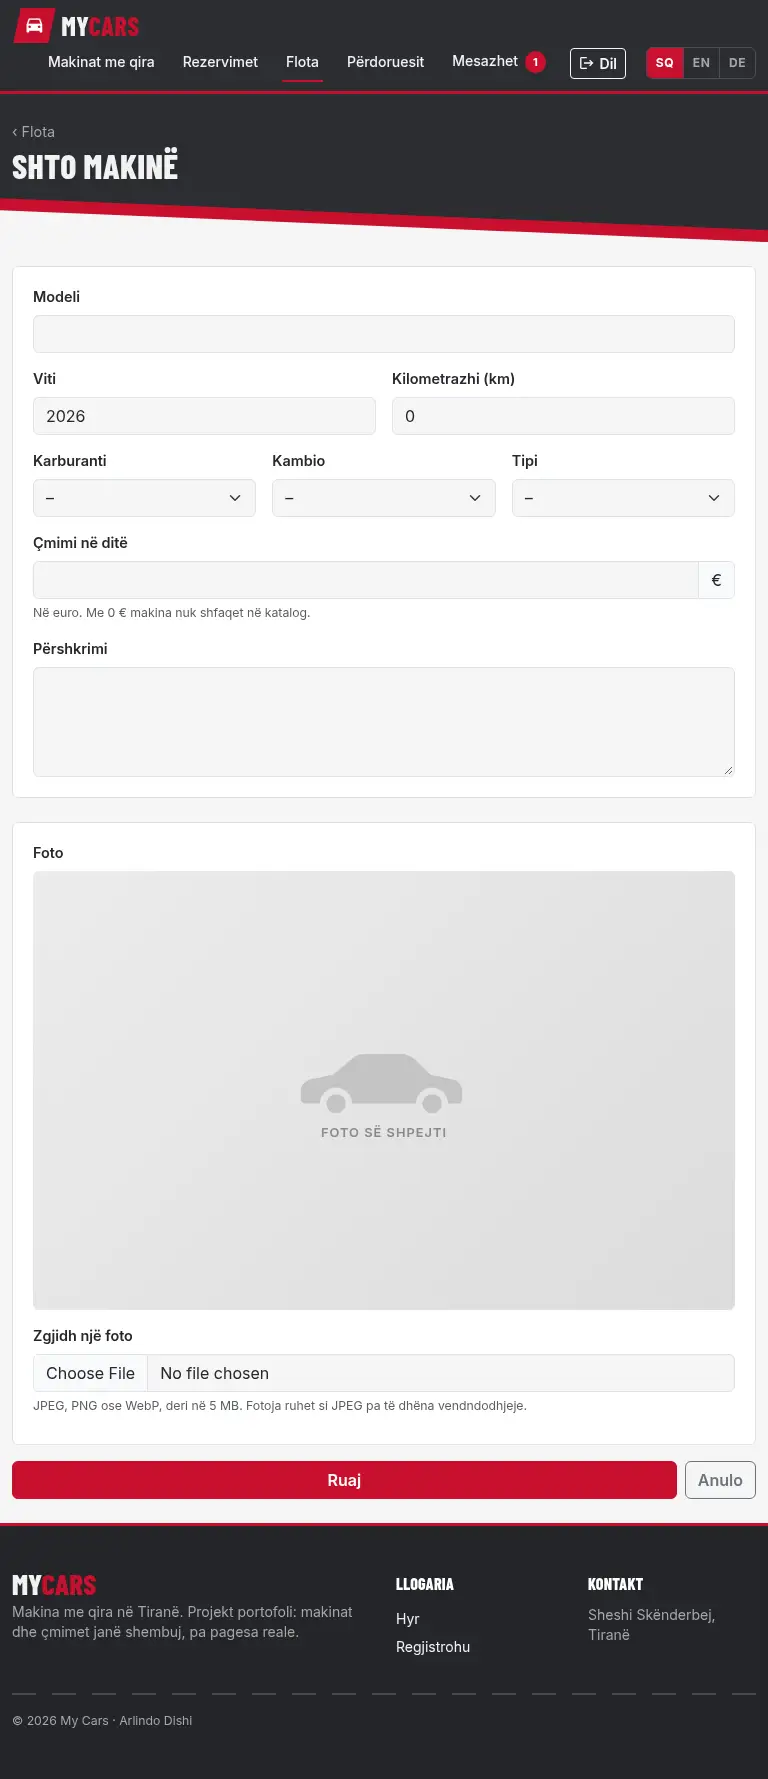 MYCARS
Makinat me qira Rezervimet Flota Përdoruesit Mesazhet 1 Dil SQ EN DE
‹ Flota
SHTO MAKINË
Modeli
Viti Kilometrazhi (km)
2026 0
Karburanti Kambio Tipi
– – –
Çmimi në ditë
€
Në euro. Me 0 € makina nuk shfaqet në katalog.
Përshkrimi
Foto
FOTO SË SHPEJTI
Zgjidh një foto
Choose File No file chosen
JPEG, PNG ose WebP, deri në 5 MB. Fotoja ruhet si JPEG pa të dhëna vendndodhjeje.
Ruaj Anulo
MYCARS
Makina me qira në Tiranë. Projekt portofoli: makinat
dhe çmimet janë shembuj, pa pagesa reale.
LLOGARIA
Hyr
Regjistrohu
KONTAKT
Sheshi Skënderbej,
Tiranë
© 2026 My Cars · Arlindo Dishi